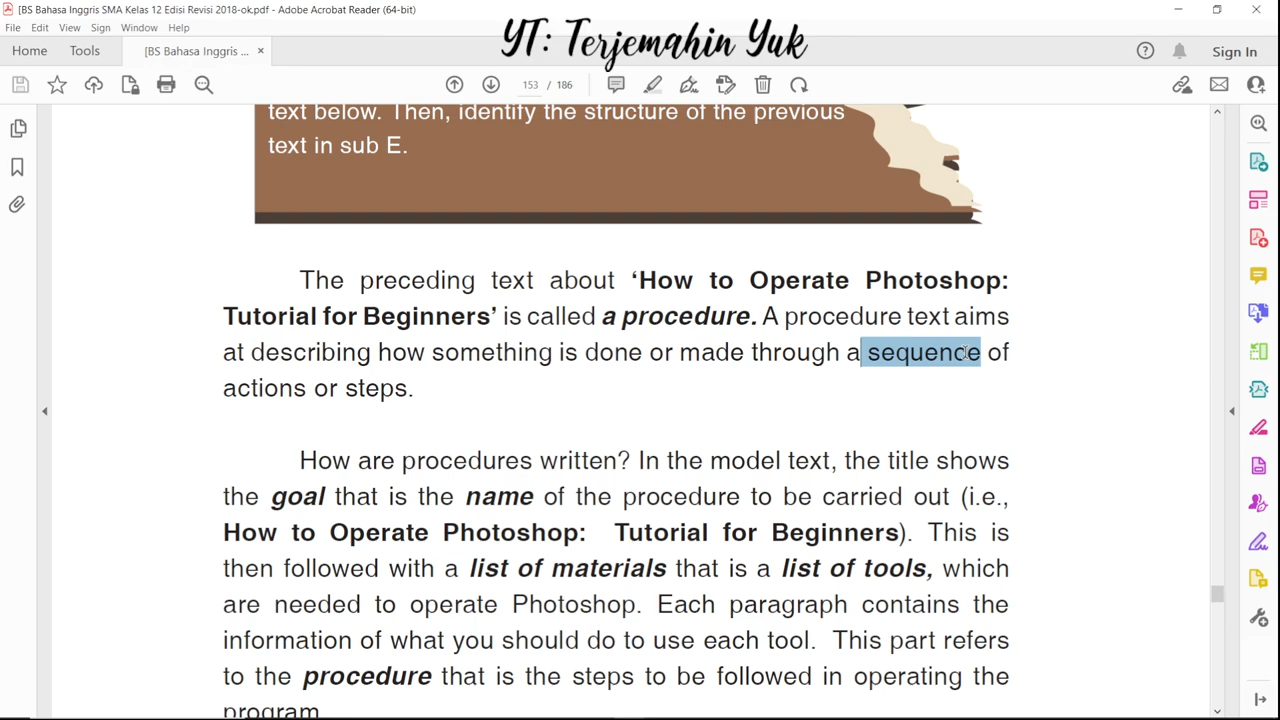 [BS Bahasa Inggris SMA Kelas 12 Edisi Revisi 2018-ok.pdf - Adobe Acrobat Reader (64-bit)
YT: Terjemahin Yuk
File Edit View Sign Window Help
Home Tools [BS Bahasa Inggris ... × Sign In
153 / 186
text below. Then, identify the structure of the previous
text in sub E.
The preceding text about ‘How to Operate Photoshop:
Tutorial for Beginners’ is called a procedure. A procedure text aims
at describing how something is done or made through a sequence of
actions or steps.
How are procedures written? In the model text, the title shows
the goal that is the name of the procedure to be carried out (i.e.,
How to Operate Photoshop: Tutorial for Beginners). This is
then followed with a list of materials that is a list of tools, which
are needed to operate Photoshop. Each paragraph contains the
information of what you should do to use each tool. This part refers
to the procedure that is the steps to be followed in operating the
program